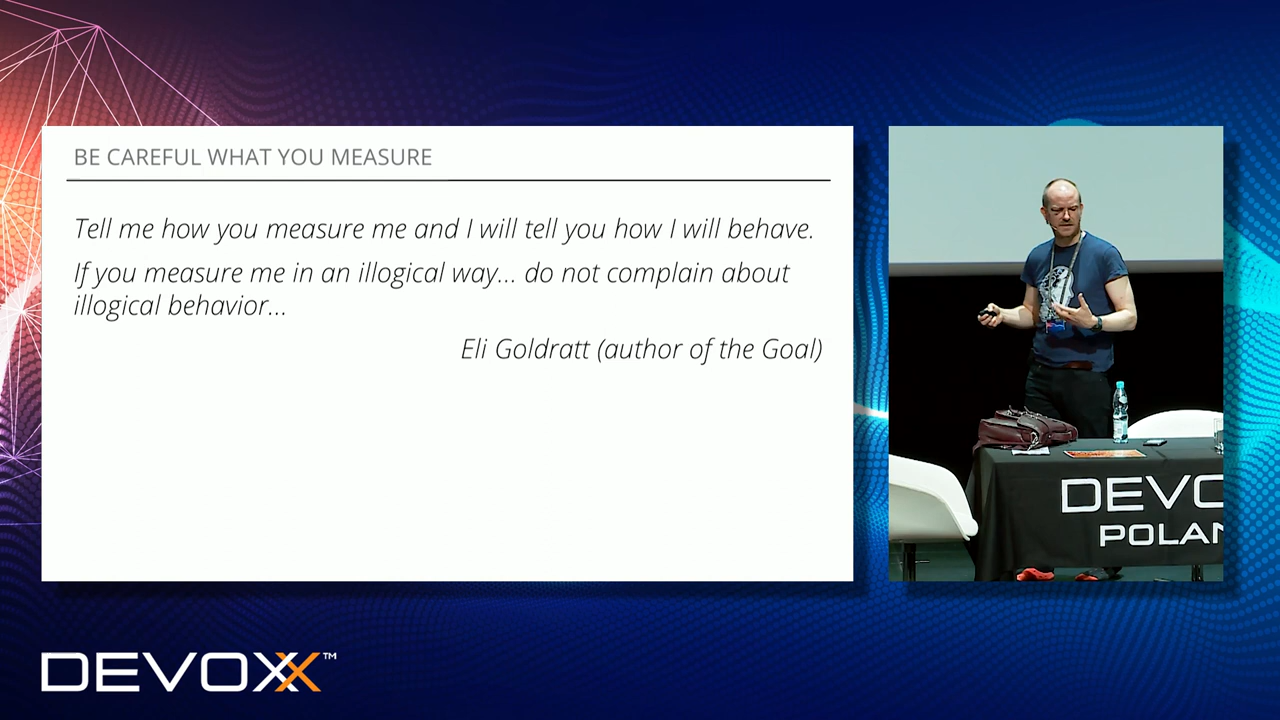 BE CAREFUL WHAT YOU MEASURE
Tell me how you measure me and I will tell you how I will behave.
If you measure me in an illogical way... do not complain about
illogical behavior...
Eli Goldratt (author of the Goal)
DEVO
POLAN
DEVOXX™